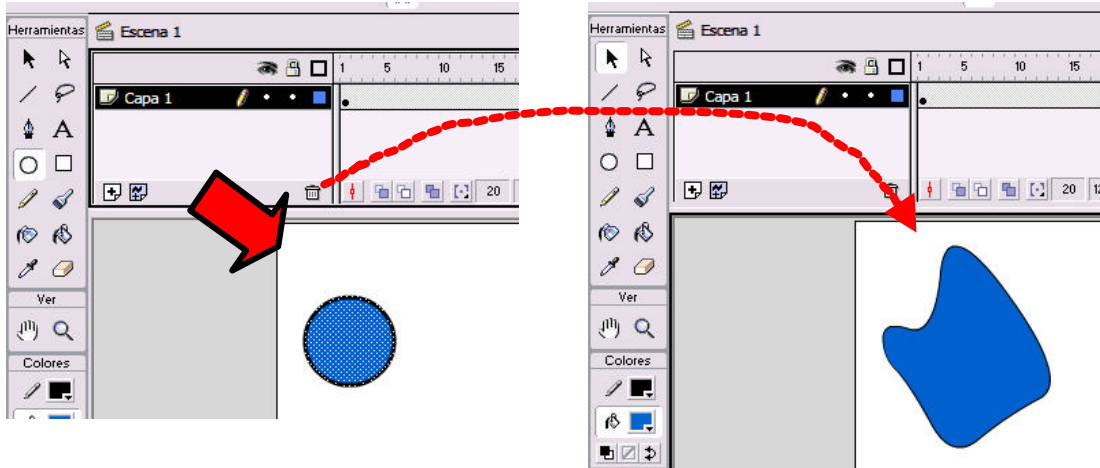 Herramientas
Escena 1
1 5 10 15
Capa 1
A
20
Ver
Colores
Herramientas
Escena 1
1 5 10 15
Capa 1
A
20
Ver
Colores